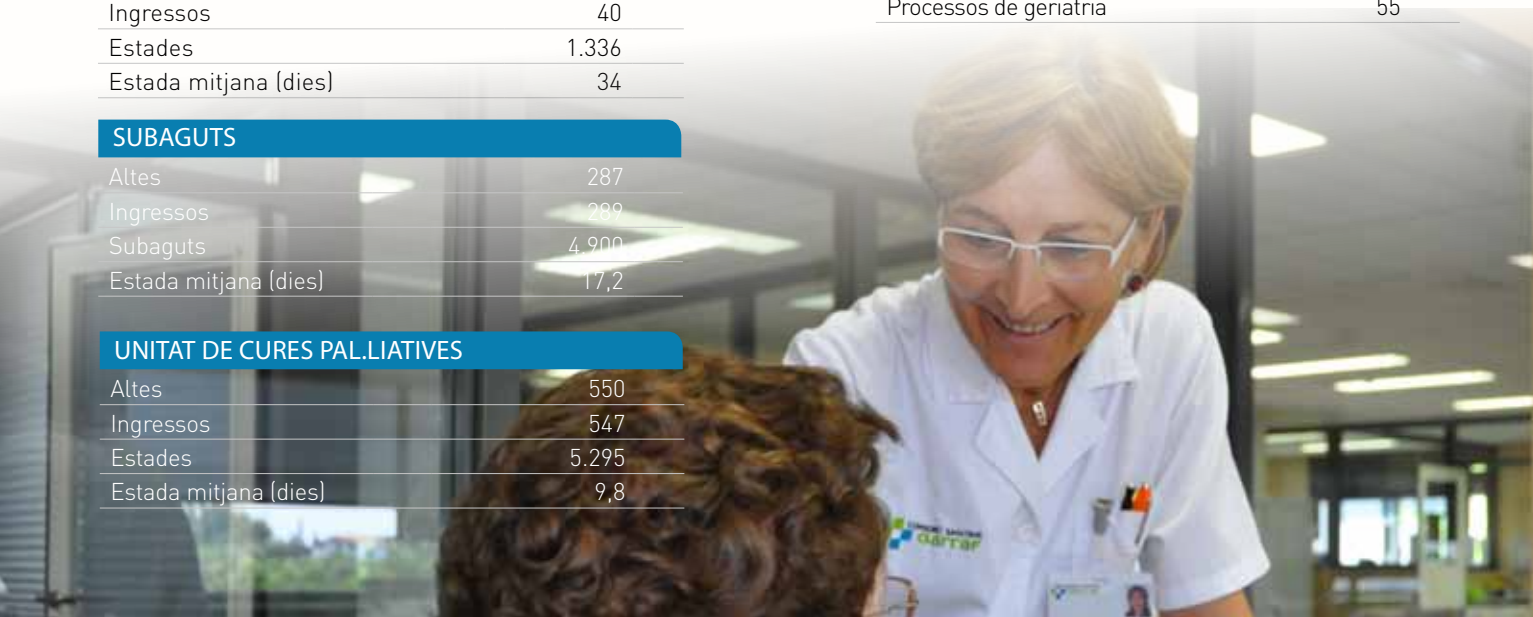 Ingressos 40
Estades 1.336
Estada mitjana (dies) 34
SUBAGUTS
Altes 287
Ingressos 289
Subaguts 4.900
Estada mitjana (dies) 17,2
UNITAT DE CURES PAL.LIATIVES
Altes 550
Ingressos 547
Estades 5.295
Estada mitjana (dies) 9,8
Processos de geriatria 55
garraf